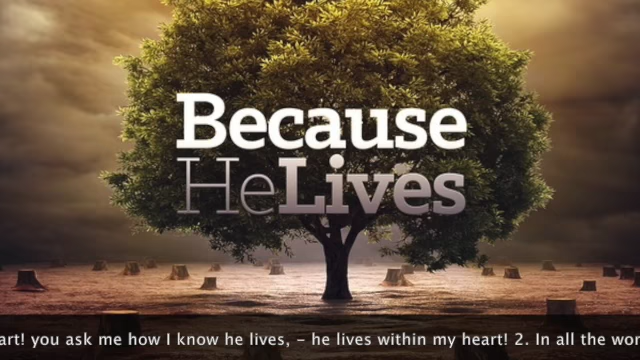 Because
He Lives
art! you ask me how I know he lives, - he lives within my heart! 2. In all the wor